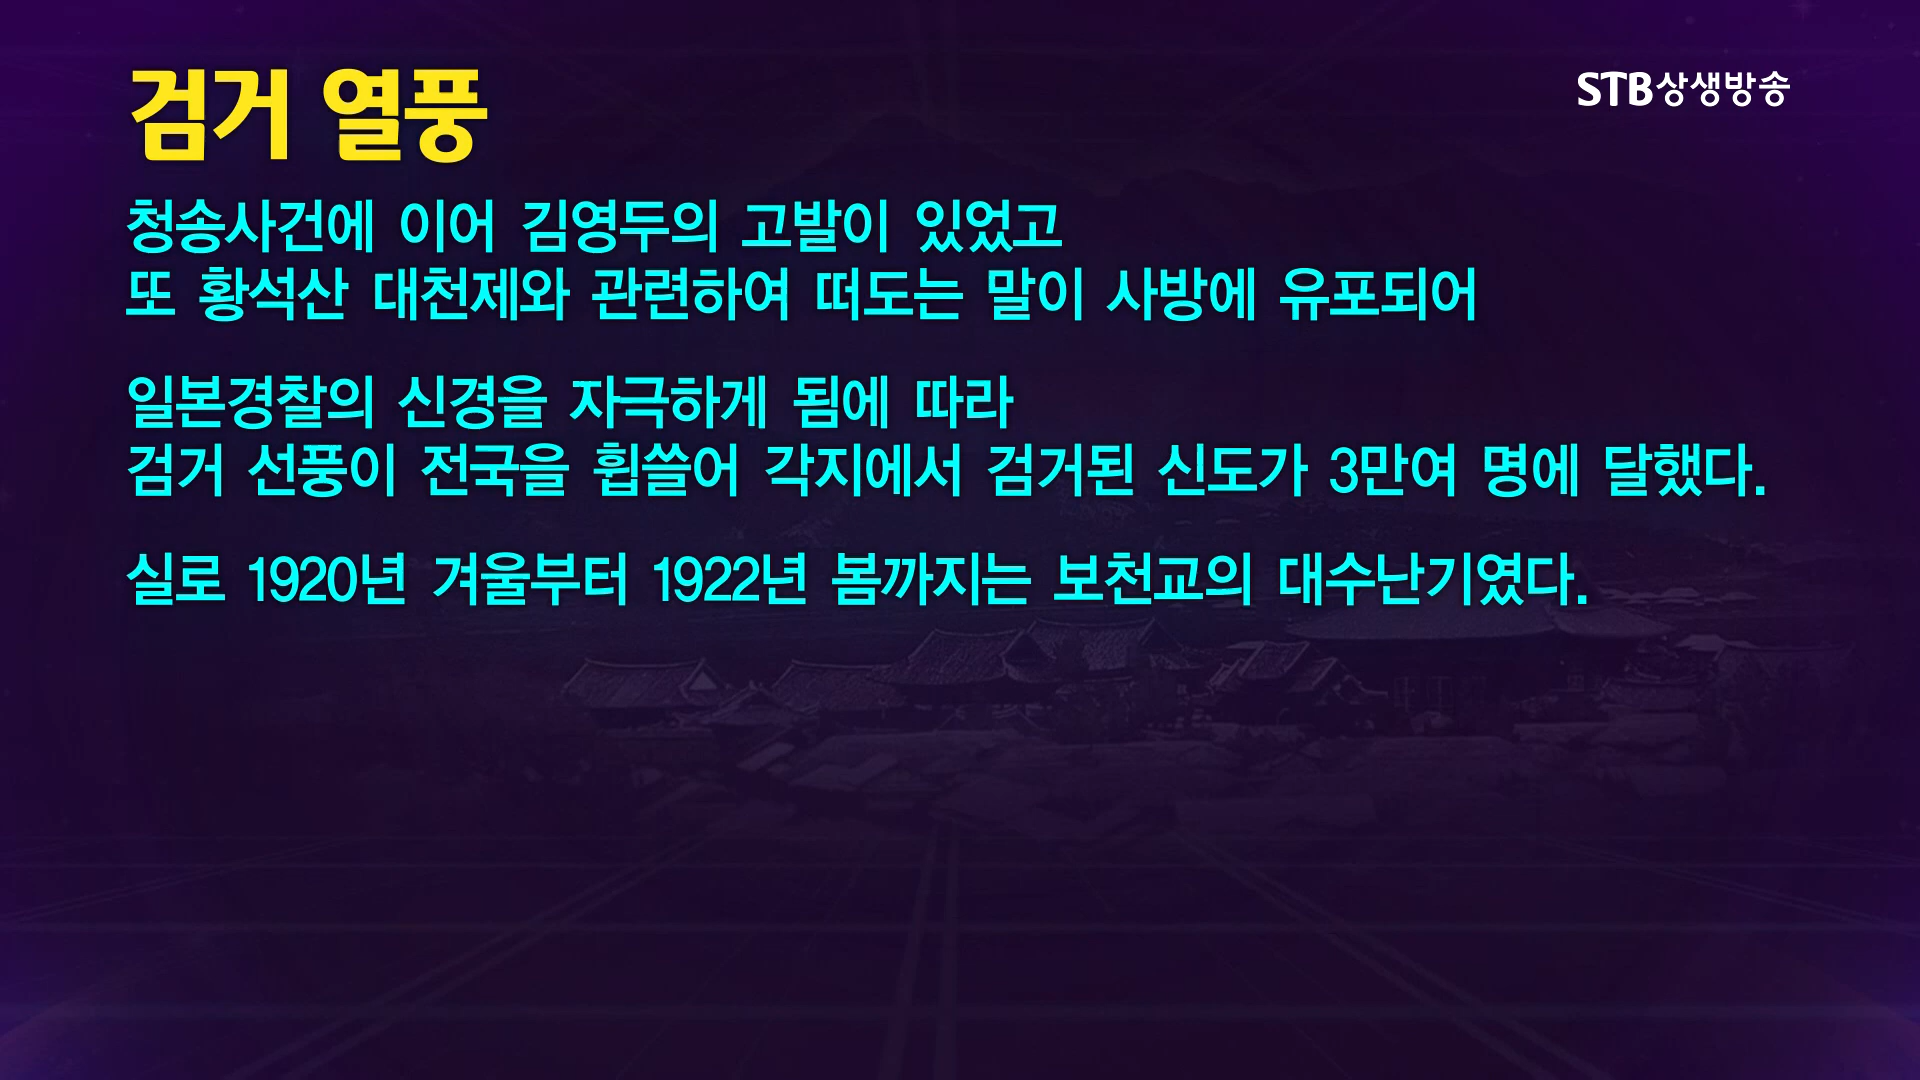 검거 열풍
STB상생방송
청송사건에 이어 김영두의 고발이 있었고
또 황석산 대천제와 관련하여 떠도는 말이 사방에 유포되어
일본경찰의 신경을 자극하게 됨에 따라
검거 선풍이 전국을 휩쓸어 각지에서 검거된 신도가 3만여 명에 달했다.
실로 1920년 겨울부터 1922년 봄까지는 보천교의 대수난기였다.